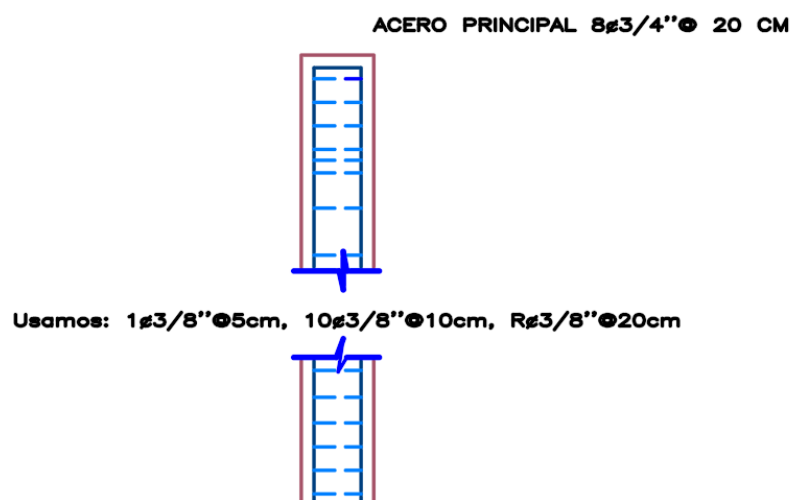 ACERO PRINCIPAL 8ø3/4"@ 20 CM
Usamos: 1ø3/8"@5cm, 10ø3/8"@10cm, Rø3/8"@20cm